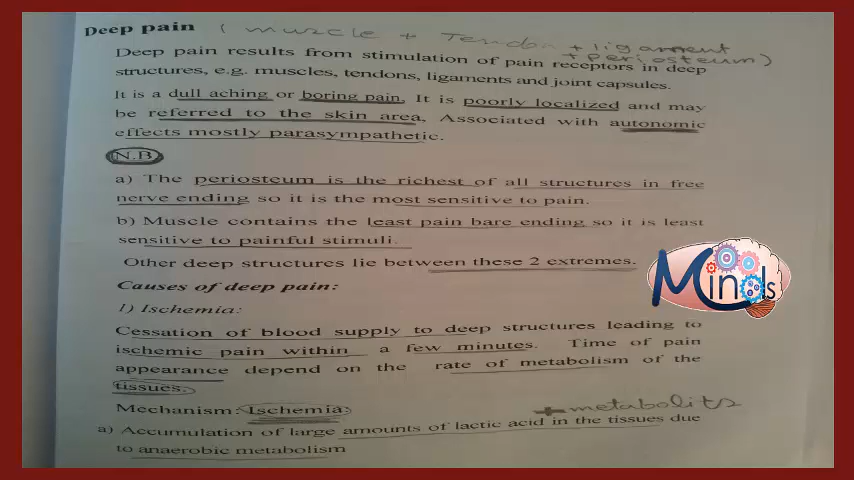 Deep pain ( muscle + Tendon + ligament
+ periosteum)
Deep pain results from stimulation of pain receptors in deep
structures, e.g. muscles, tendons, ligaments and joint capsules.
It is a dull aching or boring pain. It is poorly localized and may
be referred to the skin area, Associated with autonomic
effects mostly parasympathetic.
N.B
a) The periosteum is the richest of all structures in free
nerve ending so it is the most sensitive to pain.
b) Muscle contains the least pain bare ending so it is least
sensitive to painful stimuli.
Other deep structures lie between these 2 extremes.
Causes of deep pain:
1) Ischemia:
Cessation of blood supply to deep structures leading to
ischemic pain within a few minutes. Time of pain
appearance depend on the rate of metabolism of the
tissues.
Mechanism: Ischemia: + metabolits
a) Accumulation of large amounts of lactic acid in the tissues due
to anaerobic metabolism
Minds